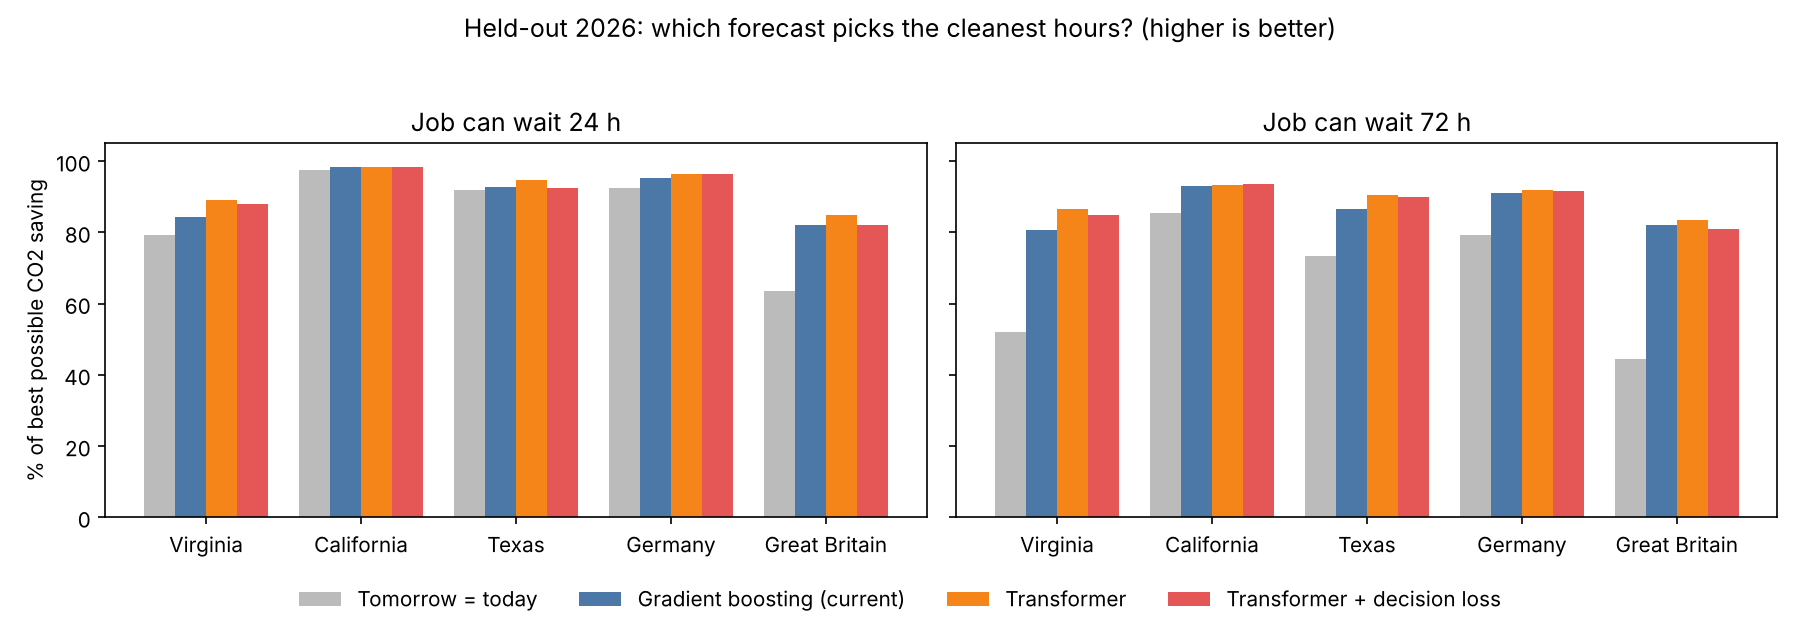 Held-out 2026: which forecast picks the cleanest hours? (higher is better)
Job can wait 24 h
Job can wait 72 h
% of best possible CO2 saving
100
80
60
40
20
0
Virginia
California
Texas
Germany
Great Britain
Virginia
California
Texas
Germany
Great Britain
Tomorrow = today
Gradient boosting (current)
Transformer
Transformer + decision loss